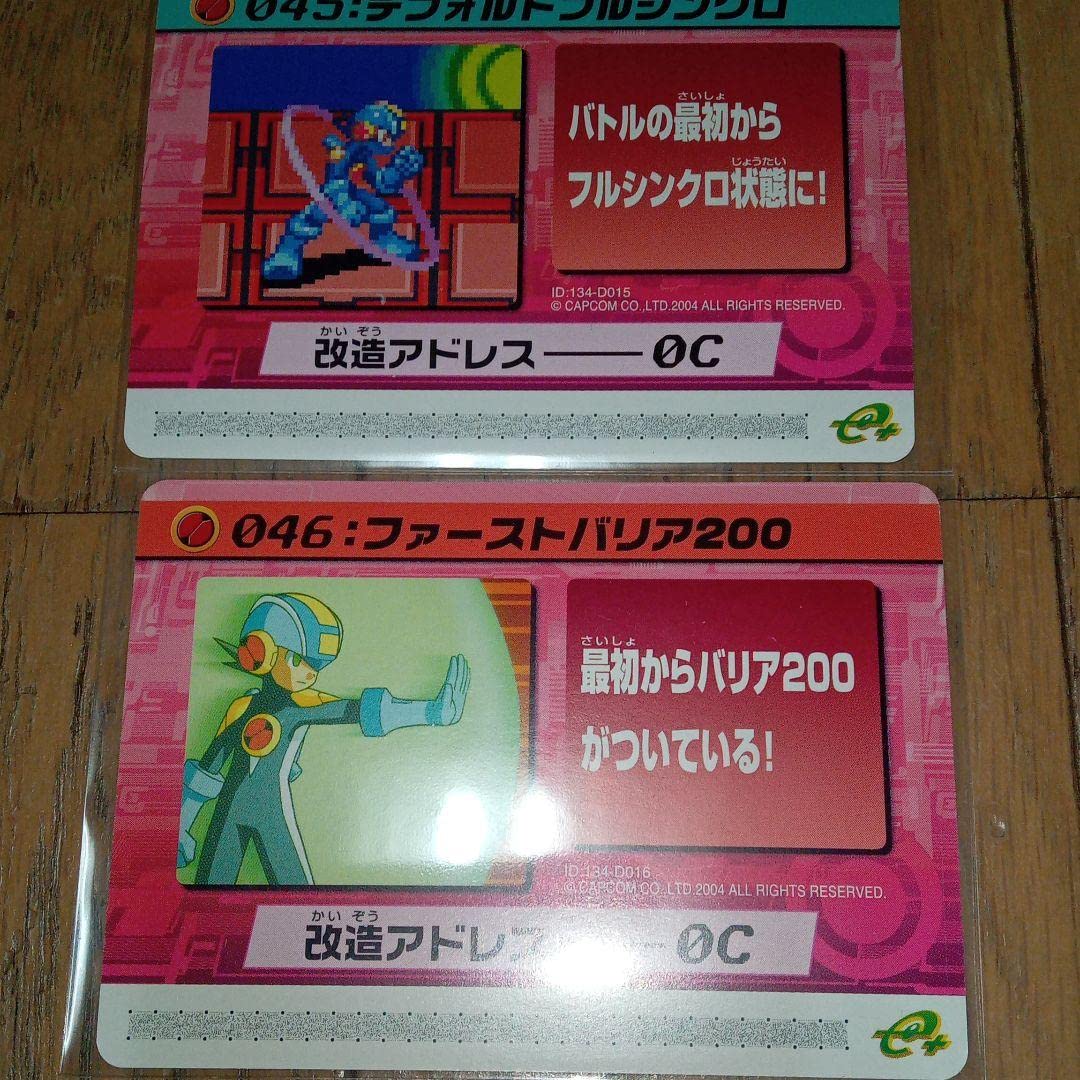 045:デフォルトフルシンクロ
さいしょ
バトルの最初から
じょうたい
フルシンクロ状態に!
ID:134-D015
© CAPCOM CO.,LTD.2004 ALL RIGHTS RESERVED.
かい ぞう
改造アドレス――0C
e+
046:ファーストバリア200
さいしょ
最初からバリア200
がついている!
ID:134-D016
© CAPCOM CO.,LTD.2004 ALL RIGHTS RESERVED.
かい ぞう
改造アドレス――0C
e+